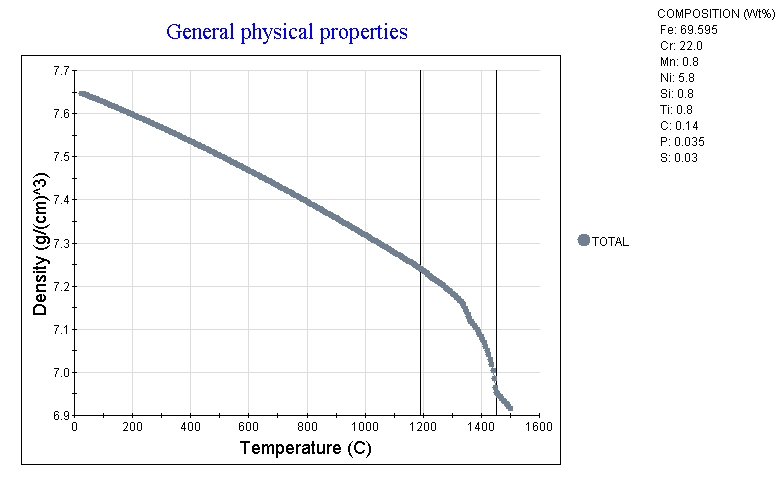 General physical properties
COMPOSITION (Wt%)
Fe: 69.595
Cr: 22.0
Mn: 0.8
Ni: 5.8
Si: 0.8
Ti: 0.8
C: 0.14
P: 0.035
S: 0.03
7.7
7.6
7.5
7.4
7.3
7.2
7.1
7.0
6.9
Density (g/(cm)^3)
TOTAL
0 200 400 600 800 1000 1200 1400 1600
Temperature (C)